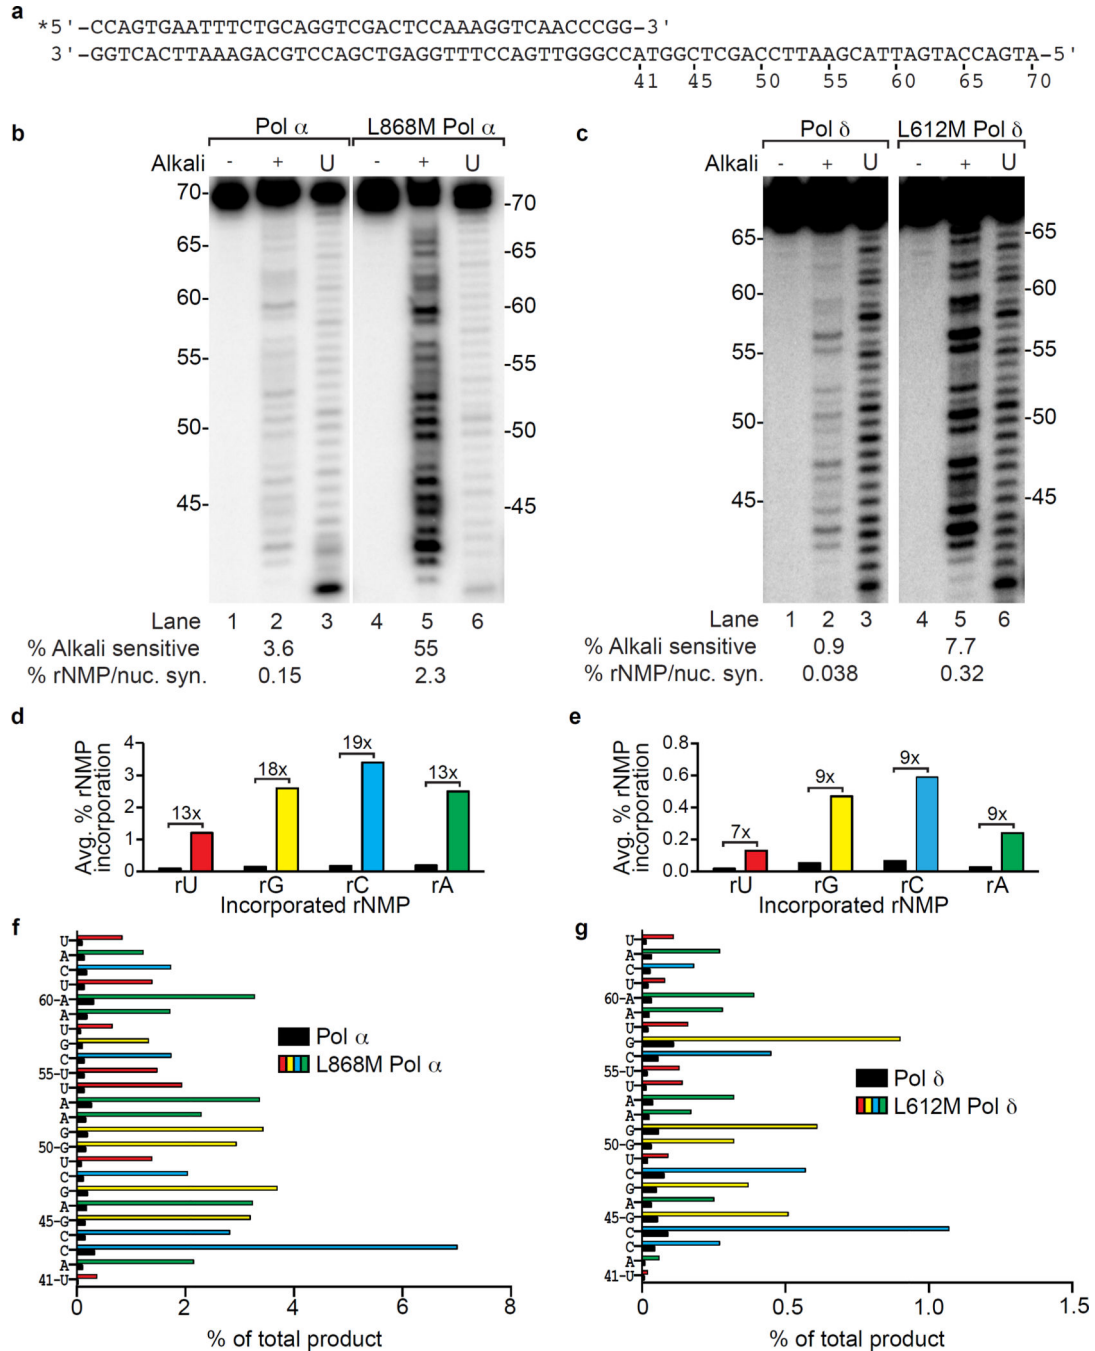 a
*5'-CCAGTGAATTTCTGCAGGTCGACTCCAAAGGTCAACCCGG-3'
3'-GGTCACTTAAAGACGTCCAGCTGAGGTTTCCAGTTGGGCCATGGCTCGACCTTAAGCATTAGTACCAGTA-5'
41 45 50 55 60 65 70
b
Pol α L868M Pol α
Alkali - + U - + U
70- -70
65- -65
60- -60
55- -55
50- -50
45- -45
Lane 1 2 3 4 5 6
% Alkali sensitive 3.6 55
% rNMP/nuc. syn. 0.15 2.3
c
Pol δ L612M Pol δ
Alkali - + U - + U
65- -65
60- -60
55- -55
50- -50
45- -45
Lane 1 2 3 4 5 6
% Alkali sensitive 0.9 7.7
% rNMP/nuc. syn. 0.038 0.32
d
Avg. % rNMP
incorporation
4
3
2
1
0
13x 18x 19x 13x
rU rG rC rA
Incorporated rNMP
e
Avg. % rNMP
incorporation
0.8
0.6
0.4
0.2
0.0
7x 9x 9x 9x
rU rG rC rA
Incorporated rNMP
f
U
A
C
U
60-A
A
U
G
C
55-U
U
A
A
G
50-G
U
C
G
A
45-G
C
C
A
41-U
Pol α
L868M Pol α
0 2 4 6 8
% of total product
g
U
A
C
U
60-A
A
U
G
C
55-U
U
A
A
G
50-G
U
C
G
A
45-G
C
C
A
41-U
Pol δ
L612M Pol δ
0 0.5 1.0 1.5
% of total product